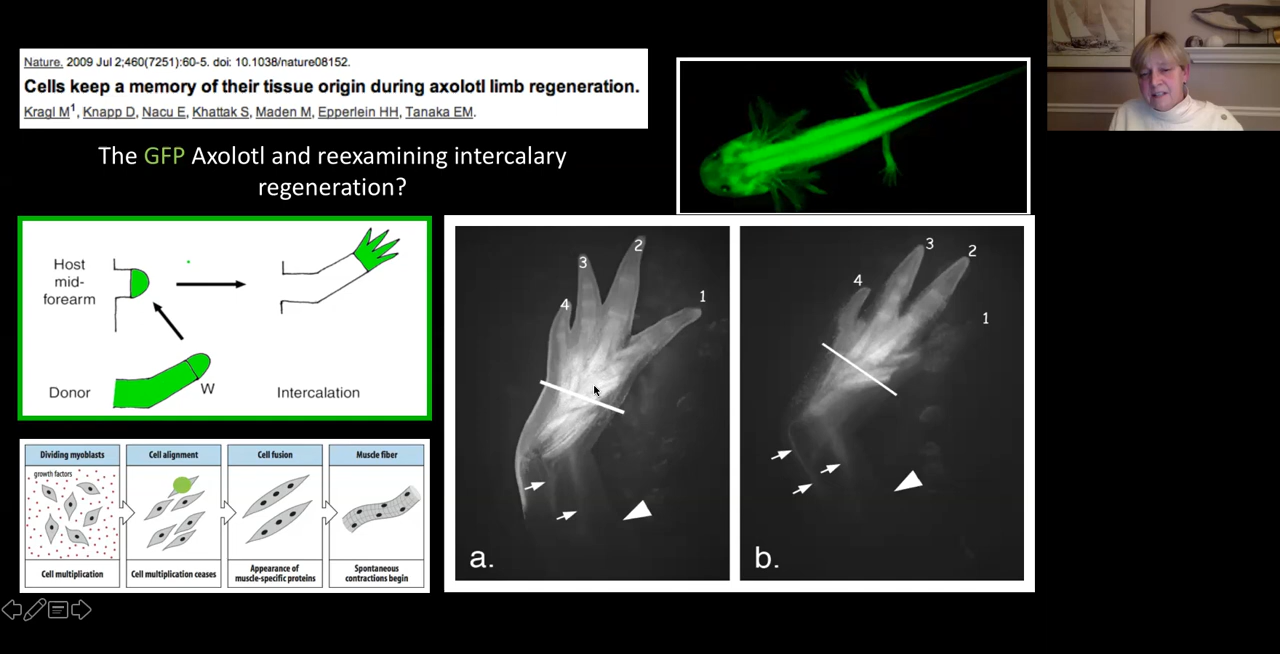 Nature. 2009 Jul 2;460(7251):60-5. doi: 10.1038/nature08152.
Cells keep a memory of their tissue origin during axolotl limb regeneration.
Kragl M1, Knapp D, Nacu E, Khattak S, Maden M, Epperlein HH, Tanaka EM.
The GFP Axolotl and reexamining intercalary
regeneration?
Host
mid-
forearm
Donor
W
Intercalation
Dividing myoblasts
growth factors
Cell multiplication
Cell alignment
Cell multiplication ceases
Cell fusion
Appearance of
muscle-specific proteins
Muscle fiber
Spontaneous
contractions begin
2
3
1
4
a.
3
2
4
1
b.